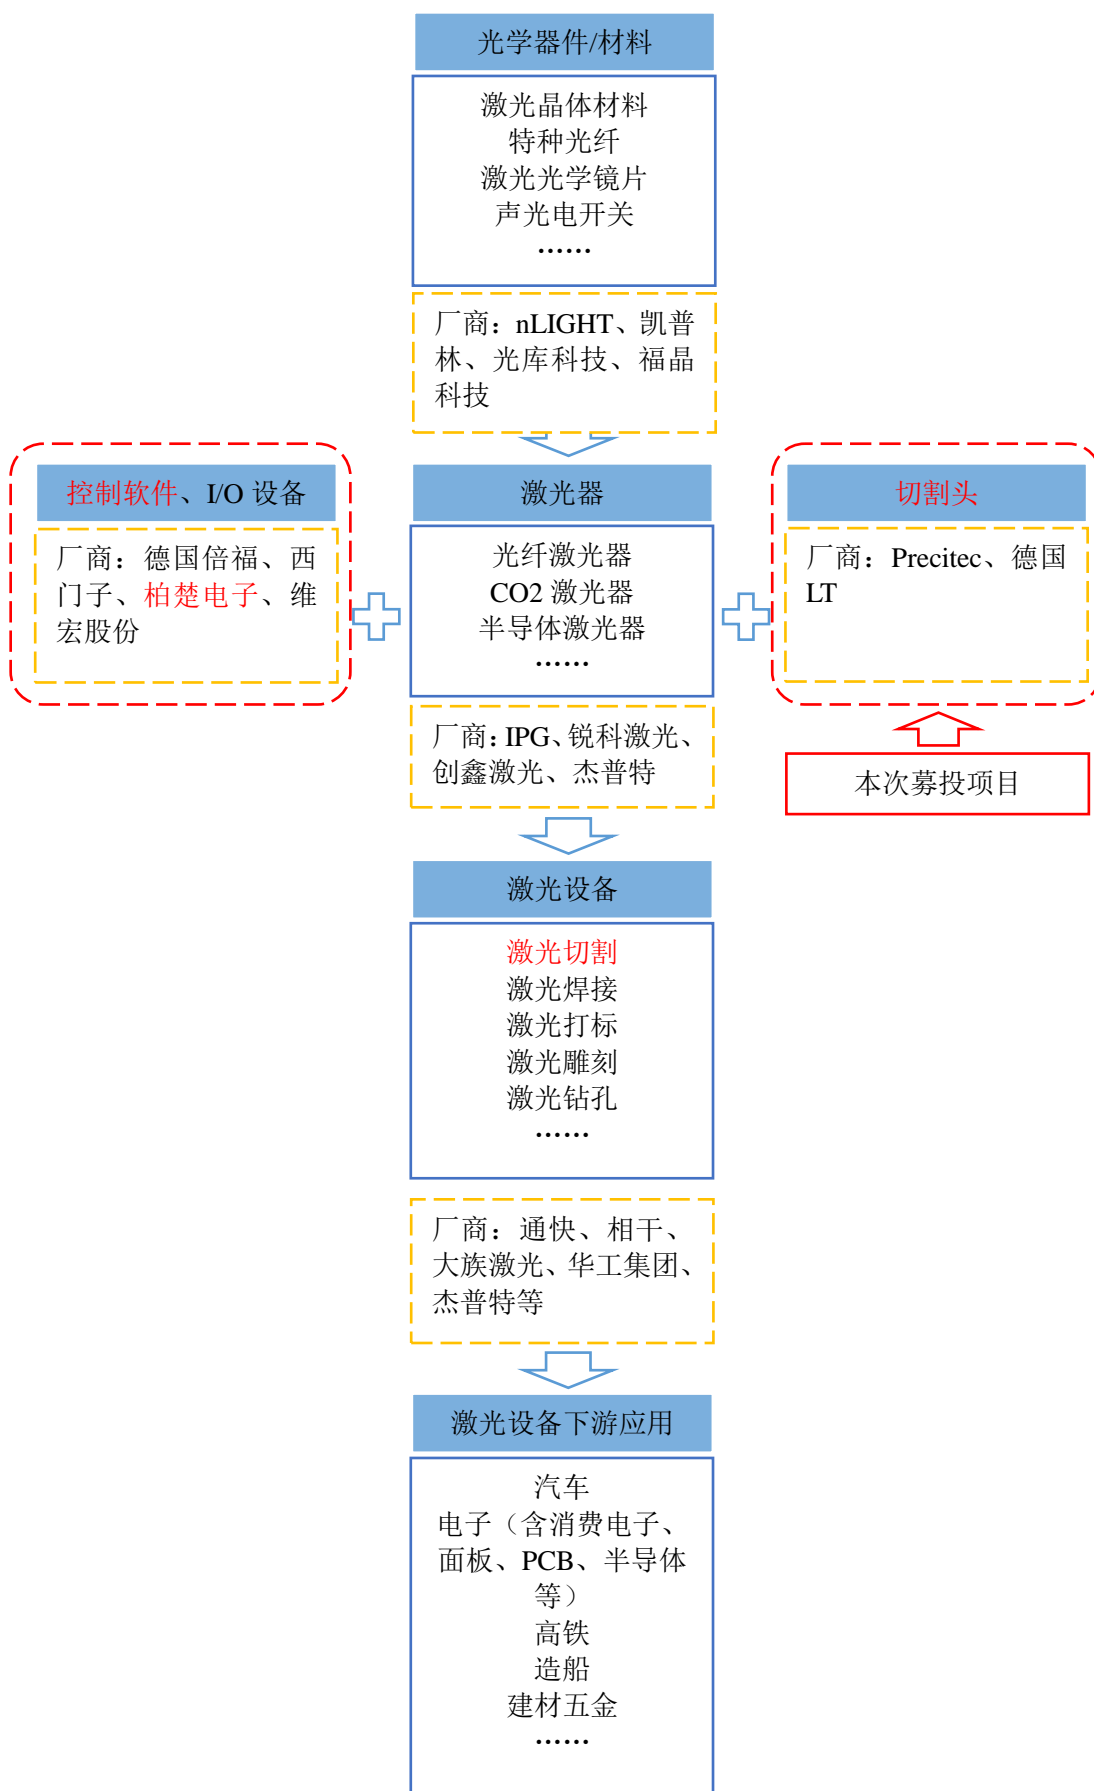 光学器件/材料
激光晶体材料
特种光纤
激光光学镜片
声光电开关
……
厂商：nLIGHT、凯普
林、光库科技、福晶
科技
控制软件、I/O 设备
厂商：德国倍福、西
门子、柏楚电子、维
宏股份
激光器
光纤激光器
CO2 激光器
半导体激光器
……
厂商：IPG、锐科激光、
创鑫激光、杰普特
切割头
厂商：Precitec、德国
LT
本次募投项目
激光设备
激光切割
激光焊接
激光打标
激光雕刻
激光钻孔
……
厂商：通快、相干、
大族激光、华工集团、
杰普特等
激光设备下游应用
汽车
电子（含消费电子、
面板、PCB、半导体
等）
高铁
造船
建材五金
……